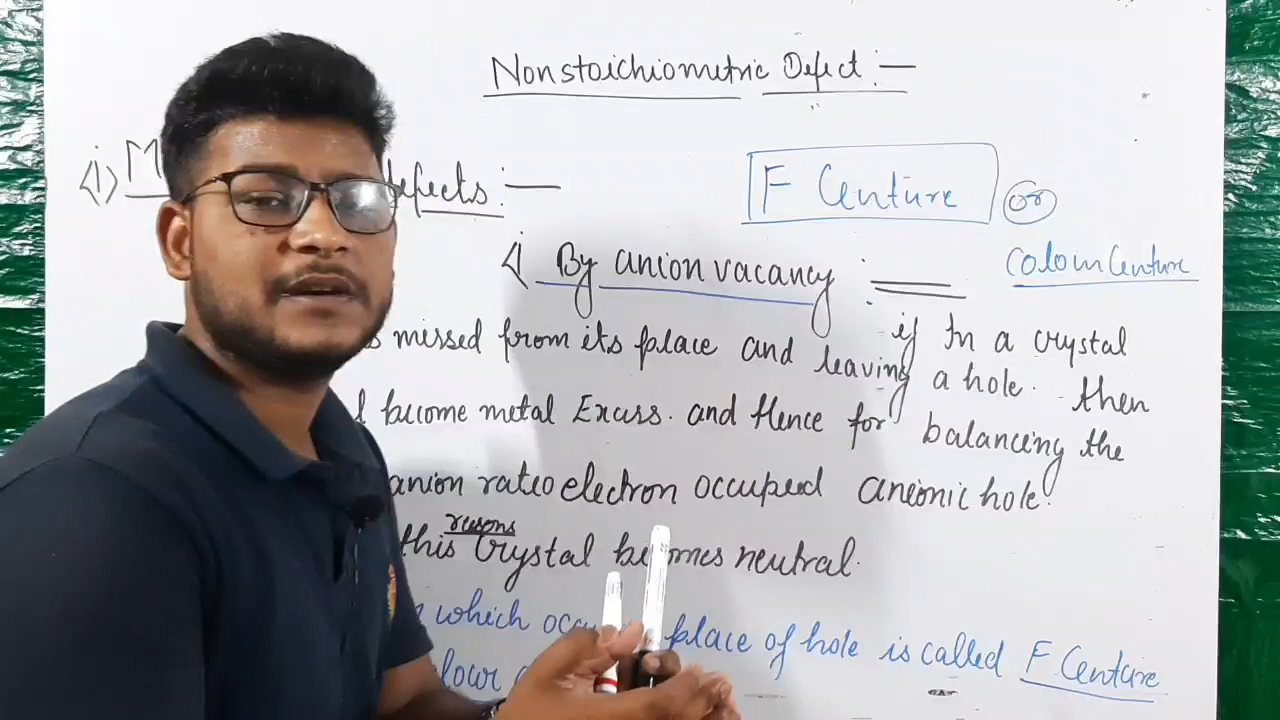 Nonstoichiometric Defect :—
(i) M defects :—
F Centure or
Colour Centure
i By anion vacancy :=
if In a crystal
s missed from its place and leaving a hole. then
become metal Excess. and Hence for balancing the
anion ratio electron occupied anionic hole.
reasons
this Crystal becomes neutral.
which place of hole is called F Centure
lour